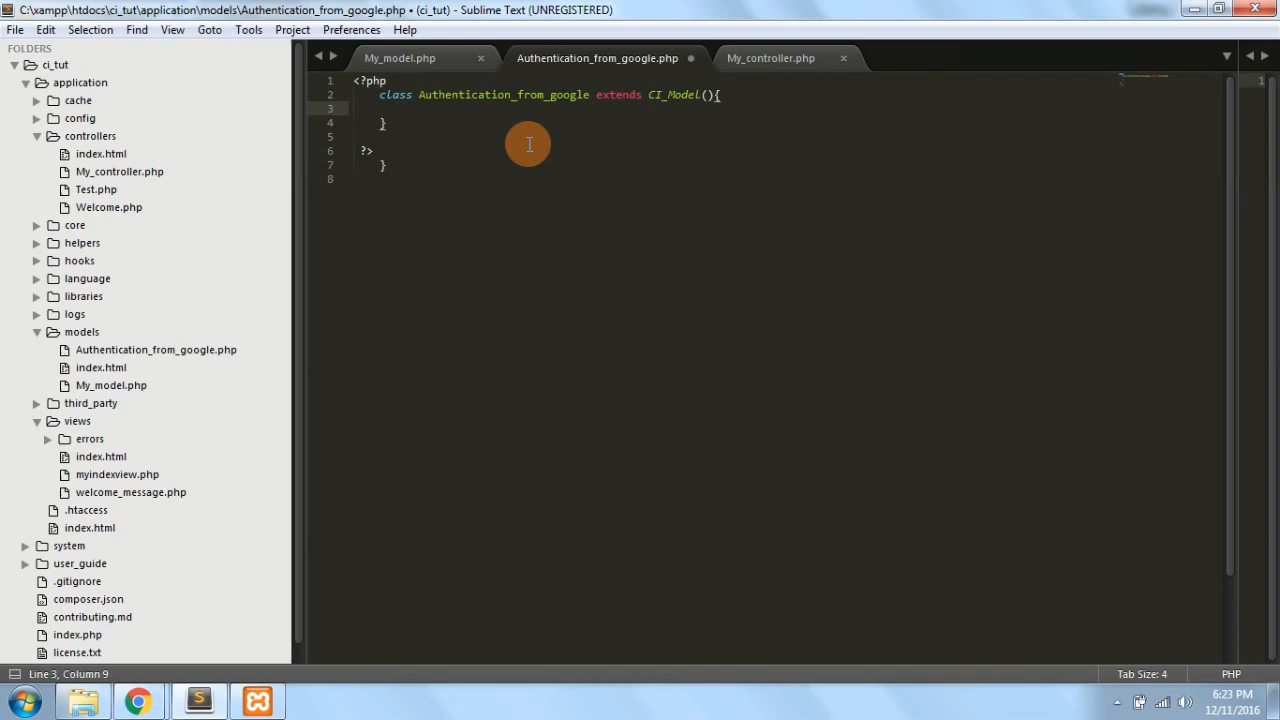 C:\xampp\htdocs\ci_tut\application\models\Authentication_from_google.php • (ci_tut) - Sublime Text (UNREGISTERED)
File Edit Selection Find View Goto Tools Project Preferences Help
FOLDERS
ci_tut
application
cache
config
controllers
index.html
My_controller.php
Test.php
Welcome.php
core
helpers
hooks
language
libraries
logs
models
Authentication_from_google.php
index.html
My_model.php
third_party
views
errors
index.html
myindexview.php
welcome_message.php
.htaccess
index.html
system
user_guide
.gitignore
composer.json
contributing.md
index.php
license.txt
My_model.php Authentication_from_google.php My_controller.php
1 <?php
2 class Authentication_from_google extends CI_Model(){
3
4 }
5
6 ?>
7 }
8
1
Line 3, Column 9 Tab Size: 4 PHP
6:23 PM
12/11/2016